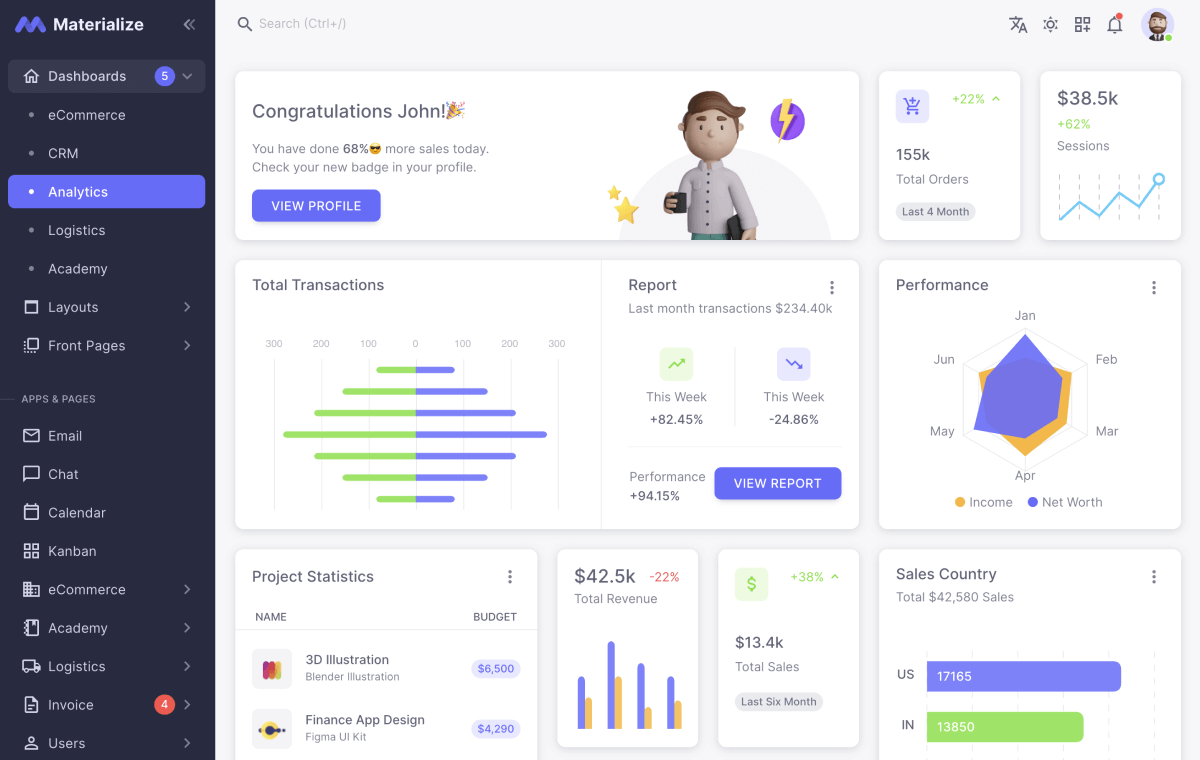 Materialize
Dashboards 5
eCommerce
CRM
Analytics
Logistics
Academy
Layouts
Front Pages
APPS & PAGES
Email
Chat
Calendar
Kanban
eCommerce
Academy
Logistics
Invoice 4
Users
Search (Ctrl+/)
Congratulations John!🎉
You have done 68%😎 more sales today.
Check your new badge in your profile.
VIEW PROFILE
+22%
155k
Total Orders
Last 4 Month
$38.5k
+62%
Sessions
Total Transactions
300 200 100 0 100 200 300
Report
Last month transactions $234.40k
This Week
+82.45%
This Week
-24.86%
Performance
+94.15%
VIEW REPORT
Performance
Jan
Feb
Mar
Apr
May
Jun
Income Net Worth
Project Statistics
NAME BUDGET
3D Illustration
Blender Illustration
$6,500
Finance App Design
Figma UI Kit
$4,290
$42.5k -22%
Total Revenue
$
+38%
$13.4k
Total Sales
Last Six Month
Sales Country
Total $42,580 Sales
US 17165
IN 13850